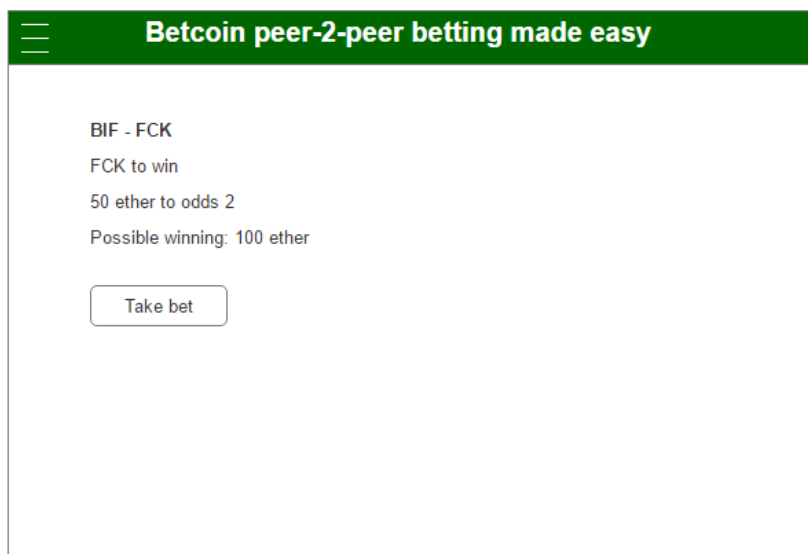 Betcoin peer-2-peer betting made easy
BIF - FCK
FCK to win
50 ether to odds 2
Possible winning: 100 ether
Take bet